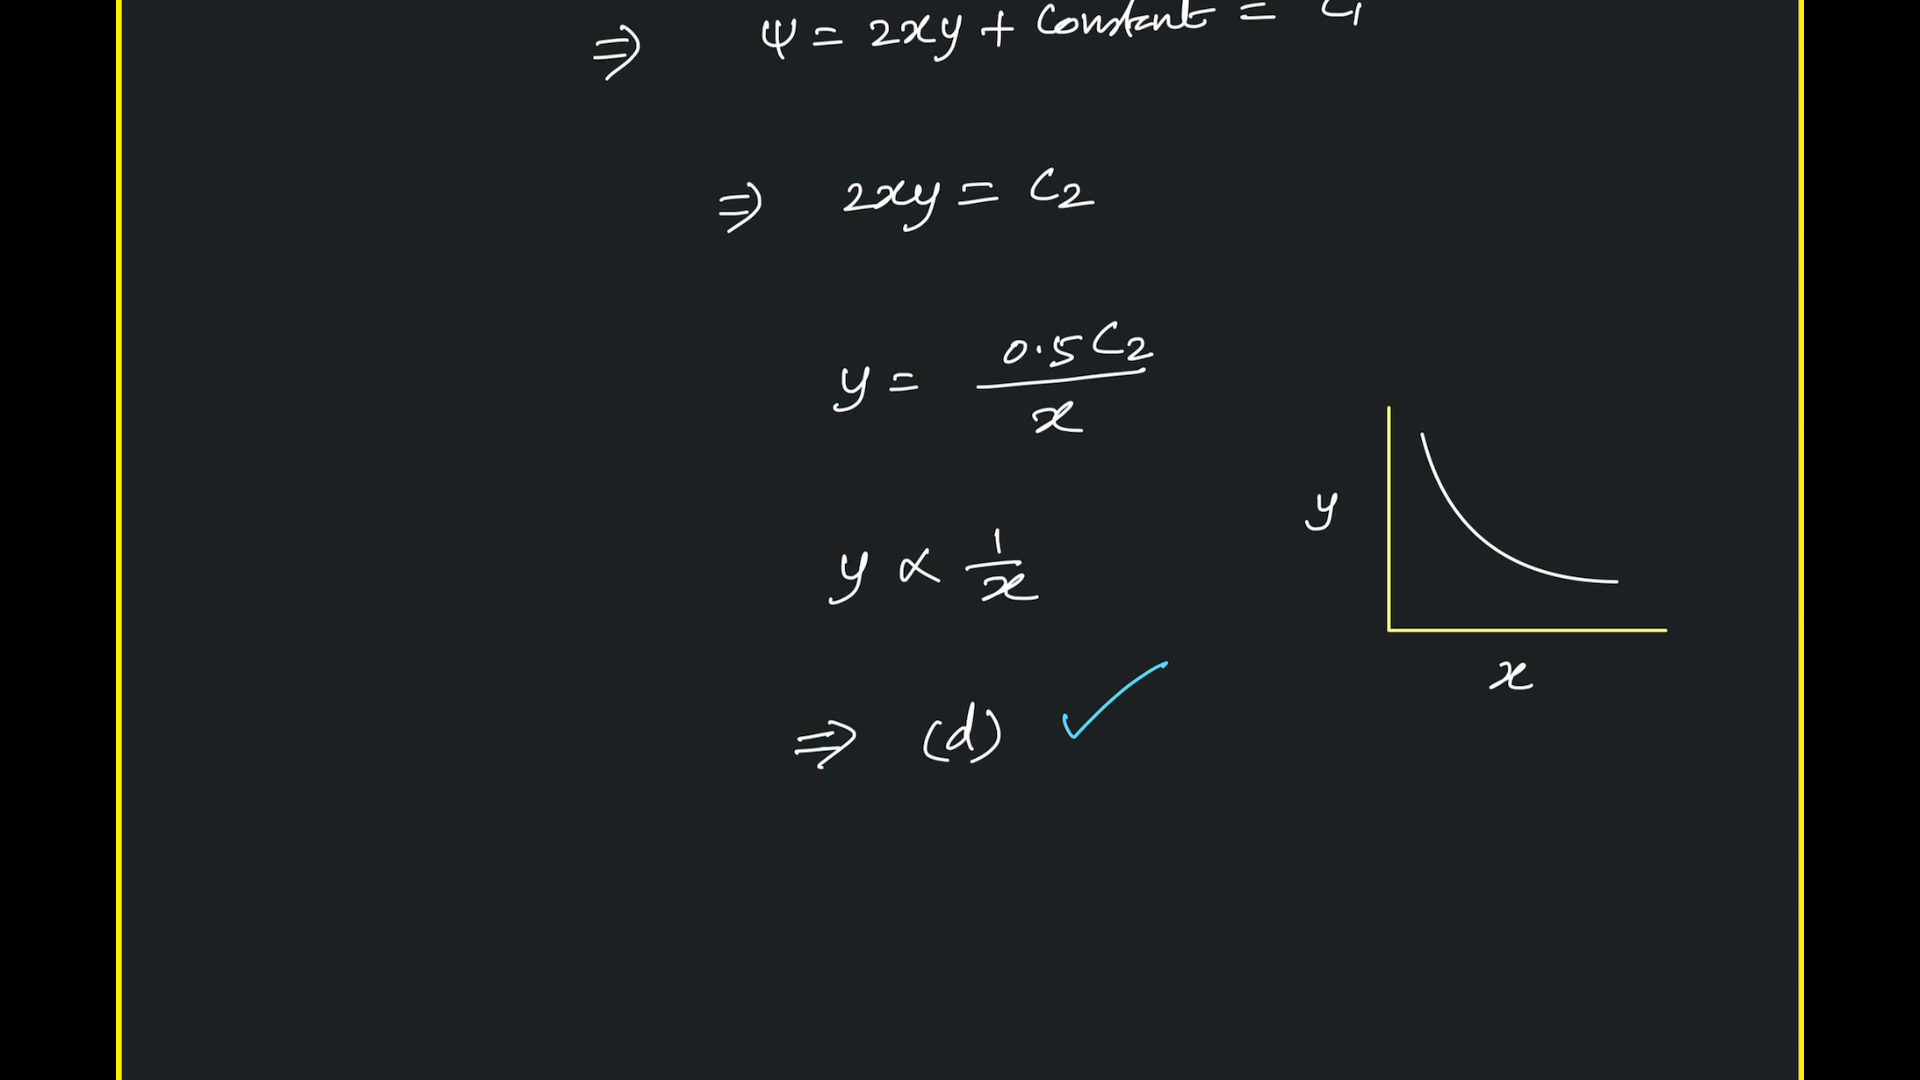 ⇒ ψ = 2xy + Constant = C1
⇒ 2xy = C2
y = 0.5C2 / x
y ∝ 1/x
y
x
⇒ (d) ✓